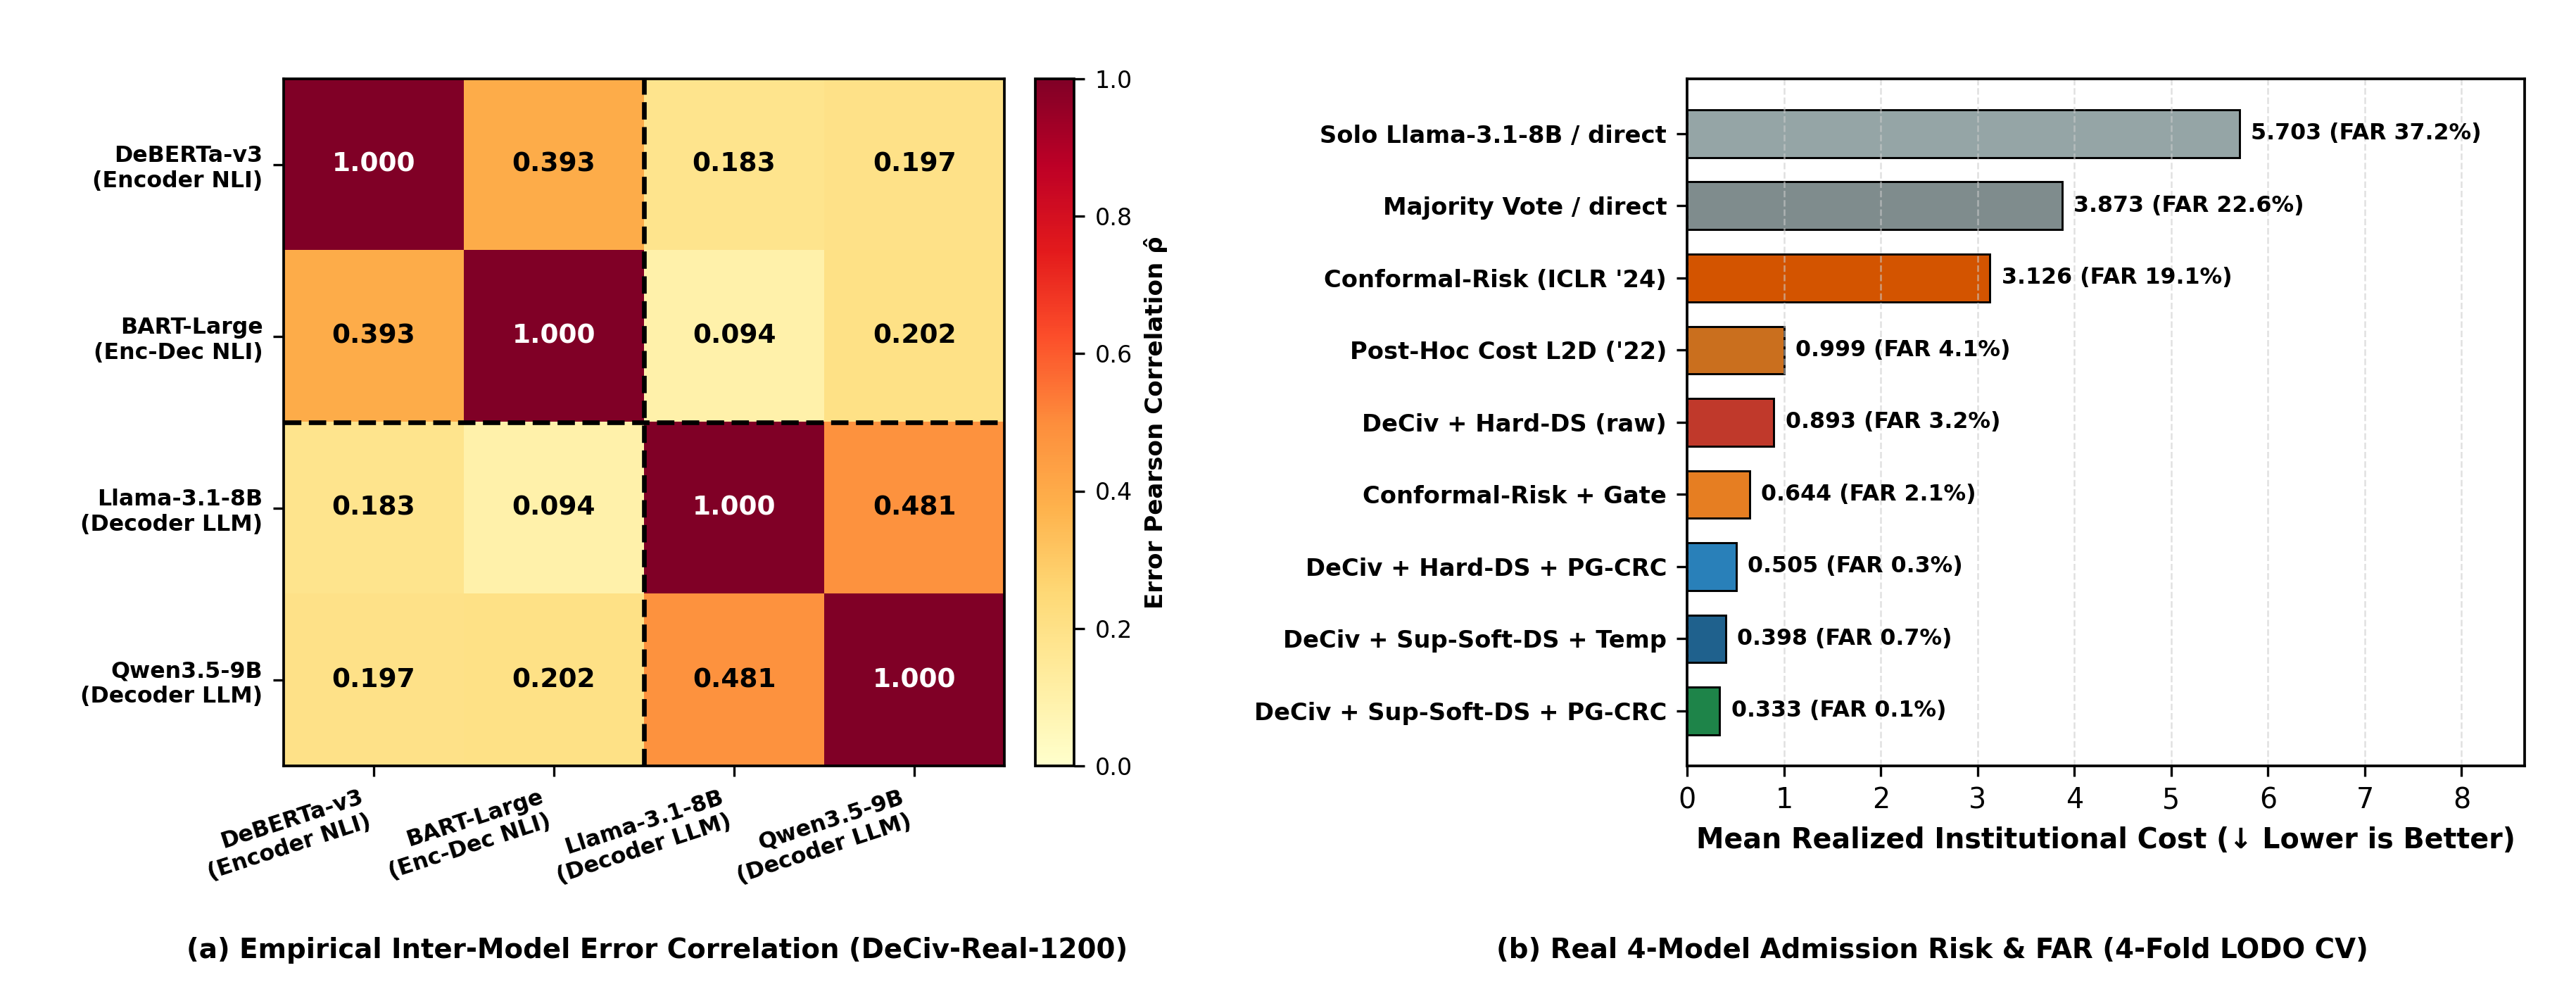 DeBERTa-v3
(Encoder NLI)
BART-Large
(Enc-Dec NLI)
Llama-3.1-8B
(Decoder LLM)
Qwen3.5-9B
(Decoder LLM)
1.000 0.393 0.183 0.197
0.393 1.000 0.094 0.202
0.183 0.094 1.000 0.481
0.197 0.202 0.481 1.000
DeBERTa-v3
(Encoder NLI)
BART-Large
(Enc-Dec NLI)
Llama-3.1-8B
(Decoder LLM)
Qwen3.5-9B
(Decoder LLM)
1.0
0.8
0.6
0.4
0.2
0.0
Error Pearson Correlation ρ̂
(a) Empirical Inter-Model Error Correlation (DeCiv-Real-1200)
Solo Llama-3.1-8B / direct 5.703 (FAR 37.2%)
Majority Vote / direct 3.873 (FAR 22.6%)
Conformal-Risk (ICLR '24) 3.126 (FAR 19.1%)
Post-Hoc Cost L2D ('22) 0.999 (FAR 4.1%)
DeCiv + Hard-DS (raw) 0.893 (FAR 3.2%)
Conformal-Risk + Gate 0.644 (FAR 2.1%)
DeCiv + Hard-DS + PG-CRC 0.505 (FAR 0.3%)
DeCiv + Sup-Soft-DS + Temp 0.398 (FAR 0.7%)
DeCiv + Sup-Soft-DS + PG-CRC 0.333 (FAR 0.1%)
0 1 2 3 4 5 6 7 8
Mean Realized Institutional Cost (↓ Lower is Better)
(b) Real 4-Model Admission Risk & FAR (4-Fold LODO CV)